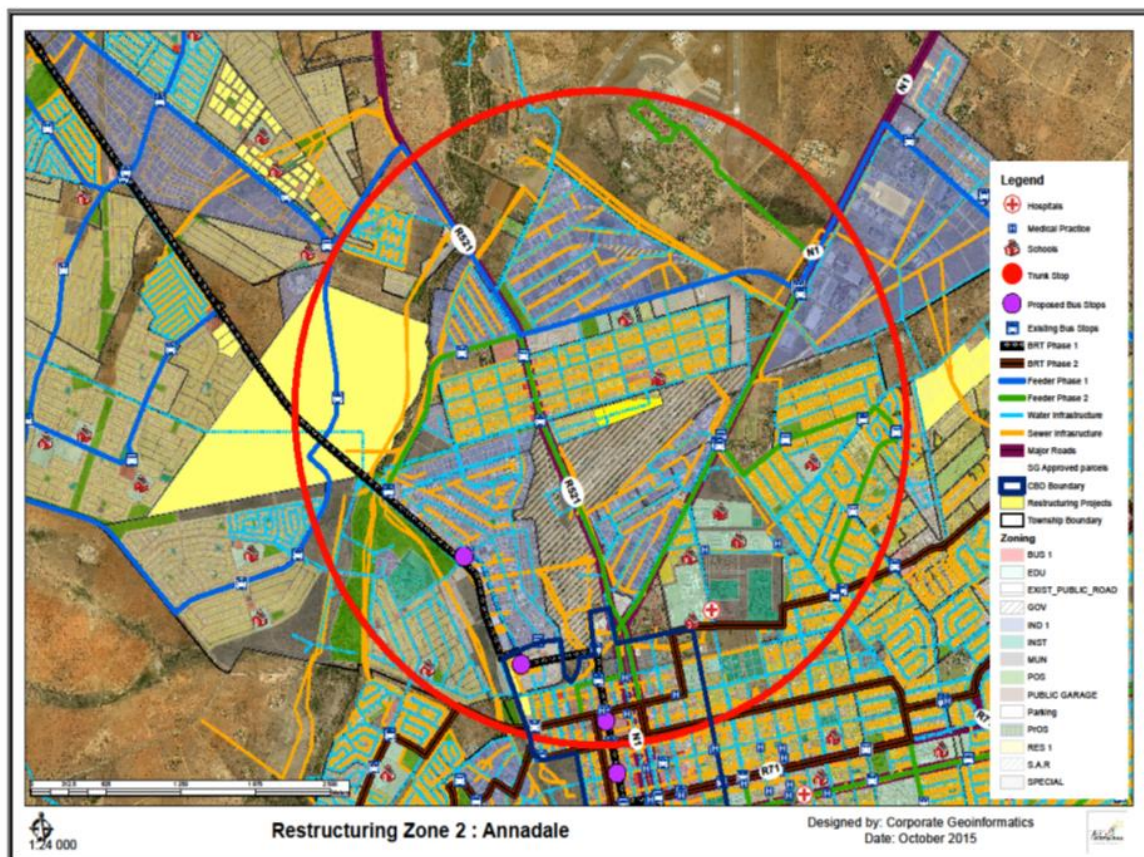 N1
R521
N1
R521
N1
R71
Legend
Hospitals
Medical Practice
Schools
Trunk Stop
Proposed Bus Stops
Existing Bus Stops
BRT Phase 1
BRT Phase 2
Feeder Phase 1
Feeder Phase 2
Water Infrastructure
Sewer Infrasructure
Major Roads
SG Approved parcels
CBD Boundary
Restructuring Projects
Township Boundary
Zoning
BUS 1
EDU
EXIST_PUBLIC_ROAD
GOV
IND 1
INST
MUN
POS
PUBLIC GARAGE
Parking
PrOS
RES 1
S.A.R
SPECIAL
1:24 000
Restructuring Zone 2 : Annadale
Designed by: Corporate Geoinformatics
Date: October 2015